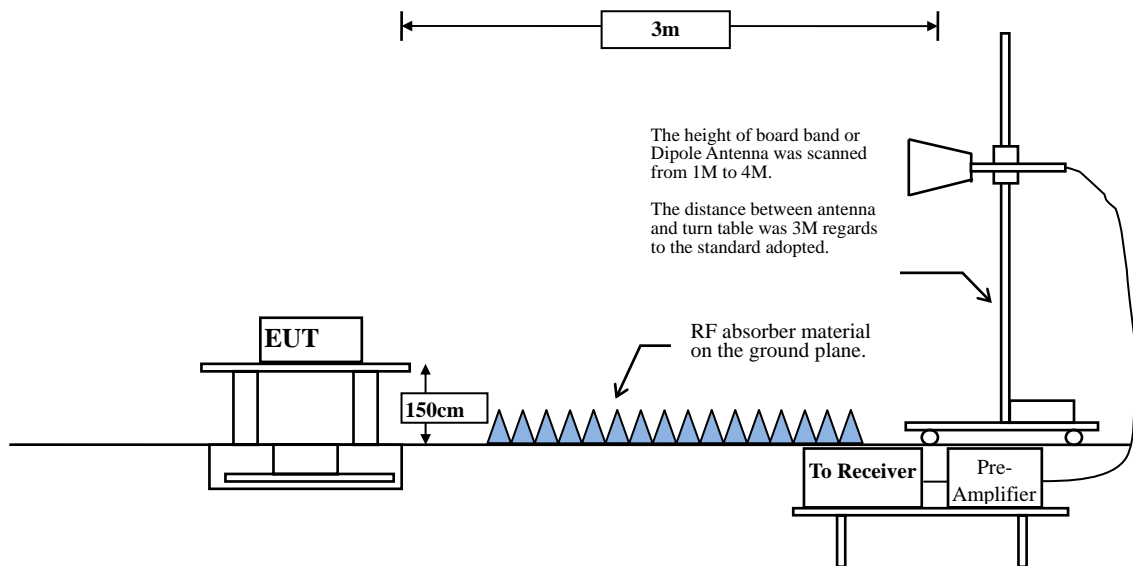 3m
The height of board band or
Dipole Antenna was scanned
from 1M to 4M.
The distance between antenna
and turn table was 3M regards
to the standard adopted.
RF absorber material
on the ground plane.
EUT
150cm
To Receiver
Pre-
Amplifier